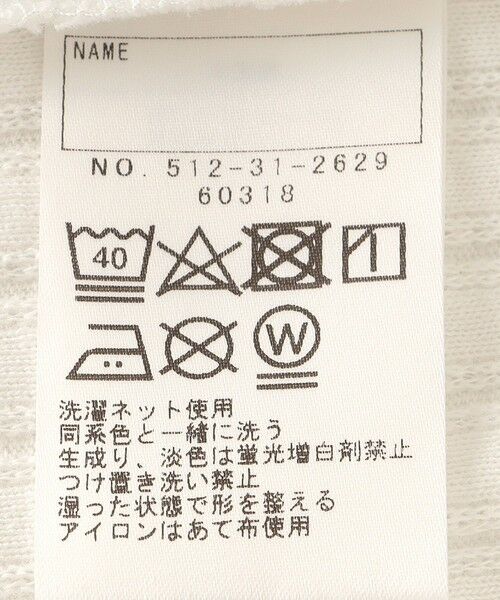 NAME
NO. 512-31-2629
60318
40
W
洗濯ネット使用
同系色と一緒に洗う
生成り、淡色は蛍光増白剤禁止
つけ置き洗い禁止
湿った状態で形を整える
アイロンはあて布使用